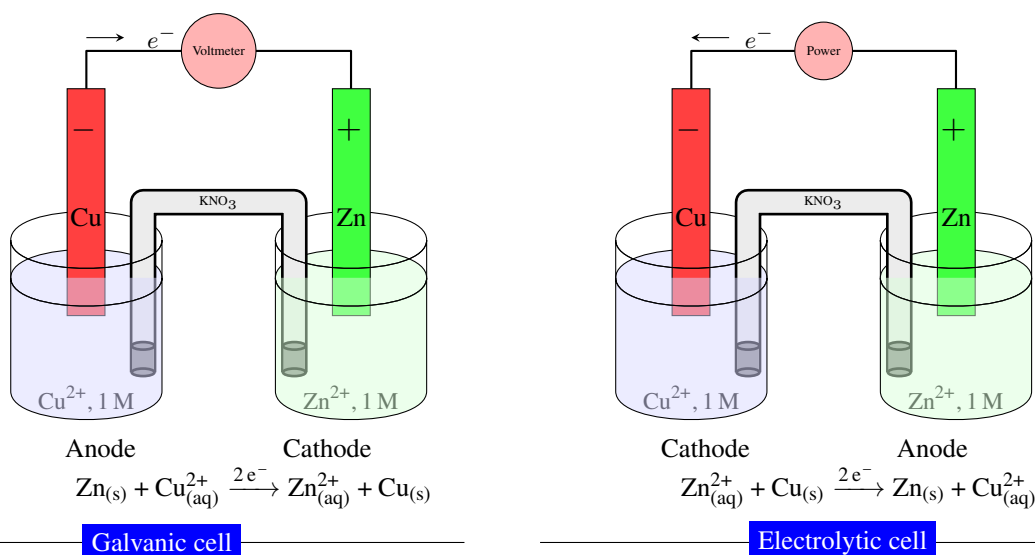 e⁻ Voltmeter
− +
Cu KNO₃ Zn
Cu²⁺, 1 M Zn²⁺, 1 M
Anode Cathode
Zn(s) + Cu²⁺(aq) 2 e⁻ → Zn²⁺(aq) + Cu(s)
Galvanic cell
e⁻ Power
− +
Cu KNO₃ Zn
Cu²⁺, 1 M Zn²⁺, 1 M
Cathode Anode
Zn²⁺(aq) + Cu(s) 2 e⁻ → Zn(s) + Cu²⁺(aq)
Electrolytic cell